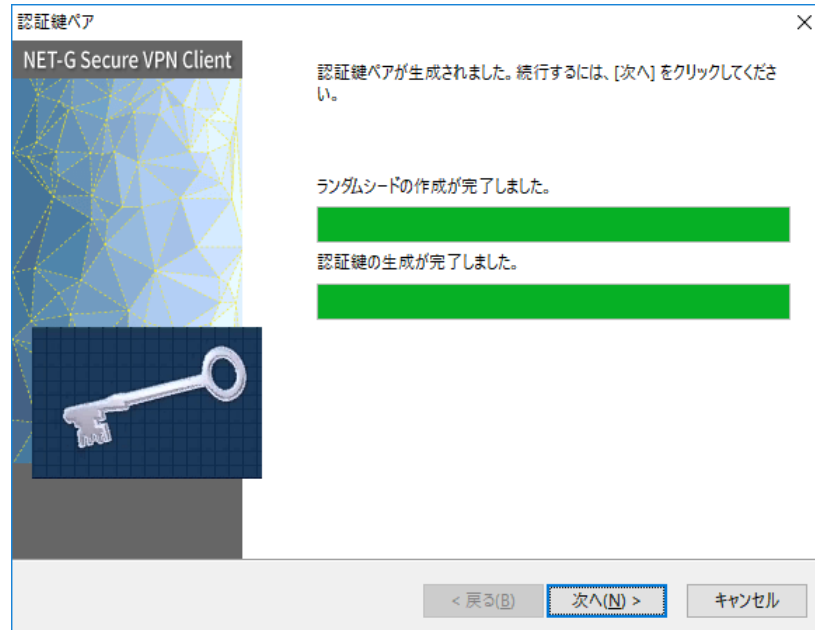 認証鍵ペア
NET-G Secure VPN Client
認証鍵ペアが生成されました。続行するには、[次へ] をクリックしてくださ
い。
ランダムシードの作成が完了しました。
認証鍵の生成が完了しました。
< 戻る(B)
次へ(N) >
キャンセル